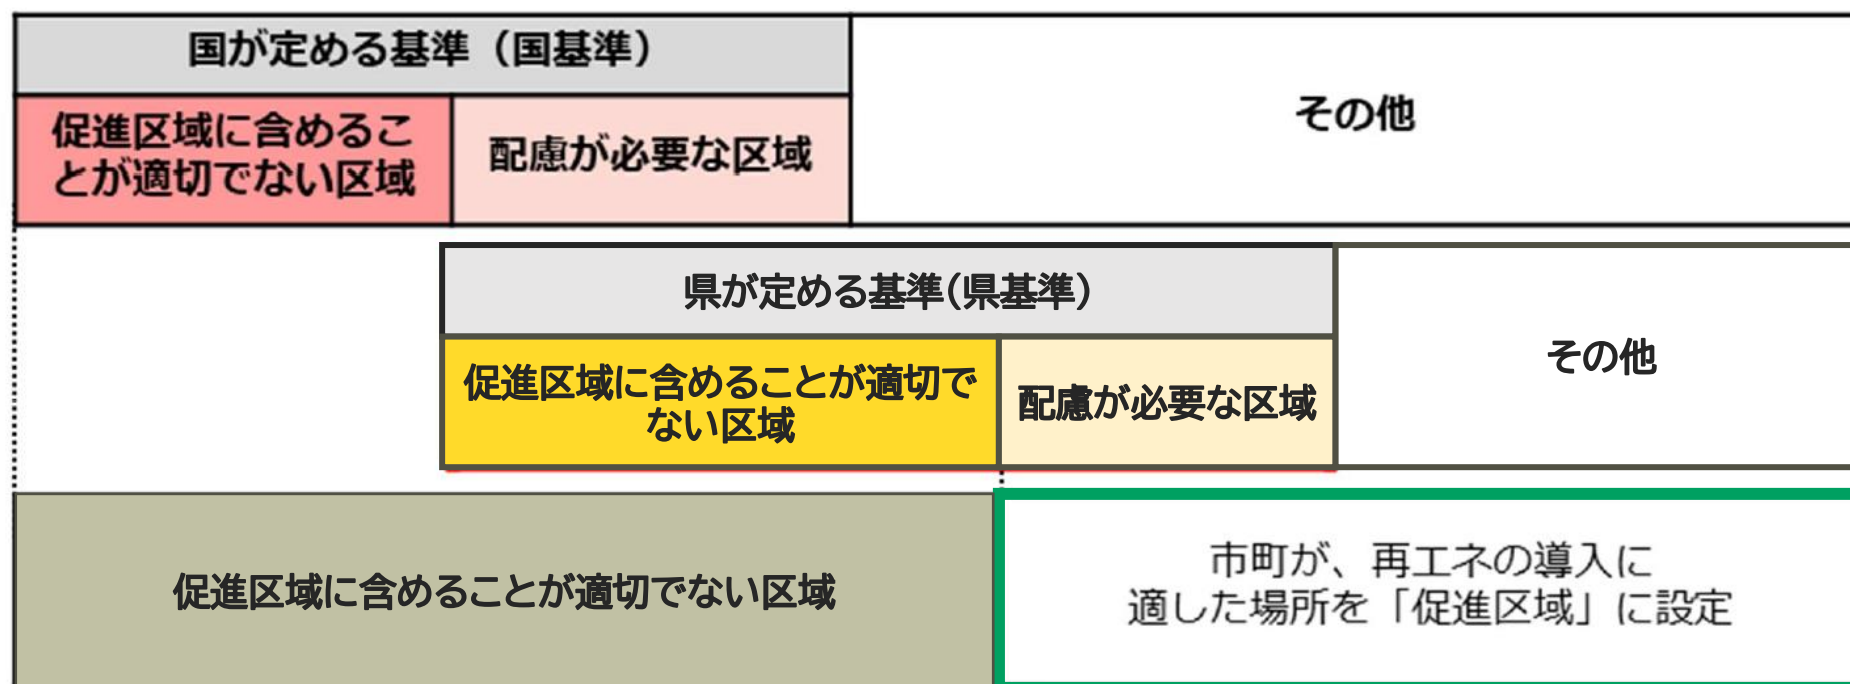 国が定める基準（国基準）
促進区域に含めるこ
とが適切でない区域
配慮が必要な区域
その他
県が定める基準(県基準）
促進区域に含めることが適切で
ない区域
配慮が必要な区域
その他
促進区域に含めることが適切でない区域
市町が、再エネの導入に
適した場所を「促進区域」に設定